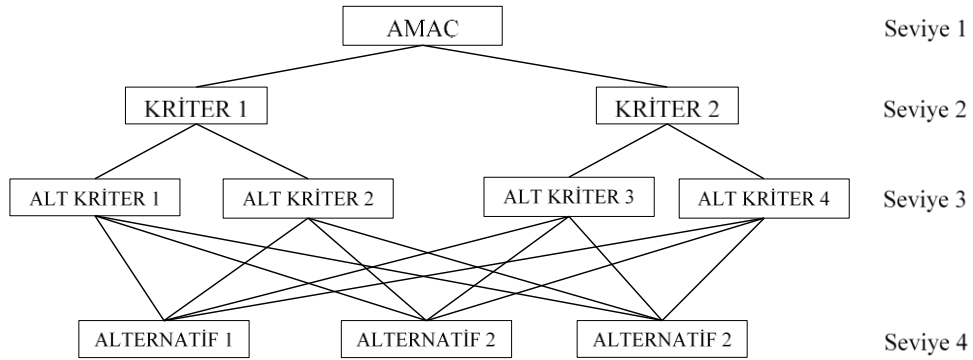 AMAÇ Seviye 1
KRİTER 1 KRİTER 2 Seviye 2
ALT KRİTER 1 ALT KRİTER 2 ALT KRİTER 3 ALT KRİTER 4 Seviye 3
ALTERNATİF 1 ALTERNATİF 2 ALTERNATİF 2 Seviye 4